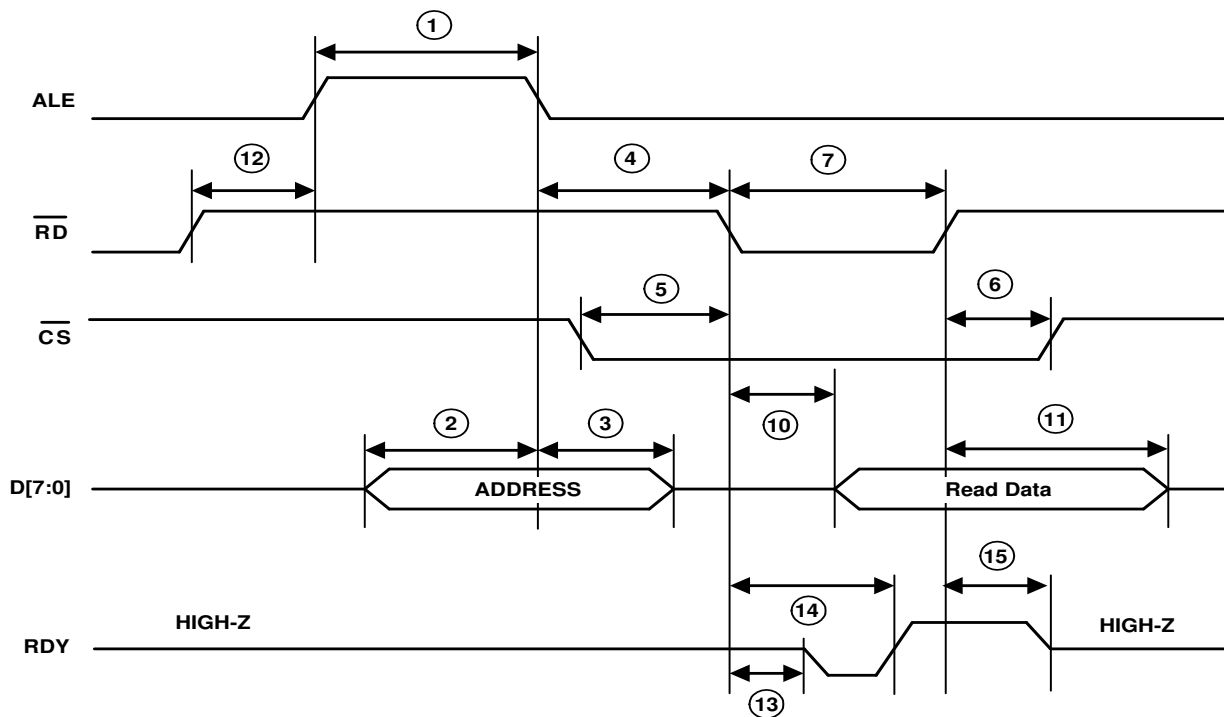 1
ALE
12
4
7
RD
5
6
CS
2
3
10
11
D[7:0]
ADDRESS
Read Data
15
14
HIGH-Z
HIGH-Z
RDY
13